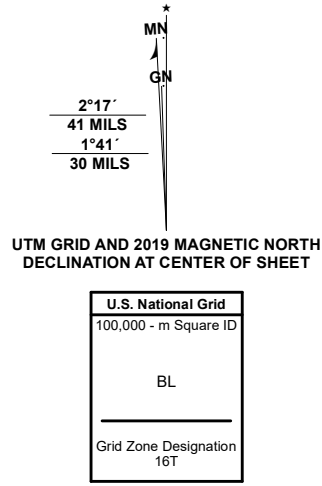 MN
GN
2°17´
41 MILS
1°41´
30 MILS
UTM GRID AND 2019 MAGNETIC NORTH
DECLINATION AT CENTER OF SHEET
U.S. National Grid
100,000 - m Square ID
BL
Grid Zone Designation
16T